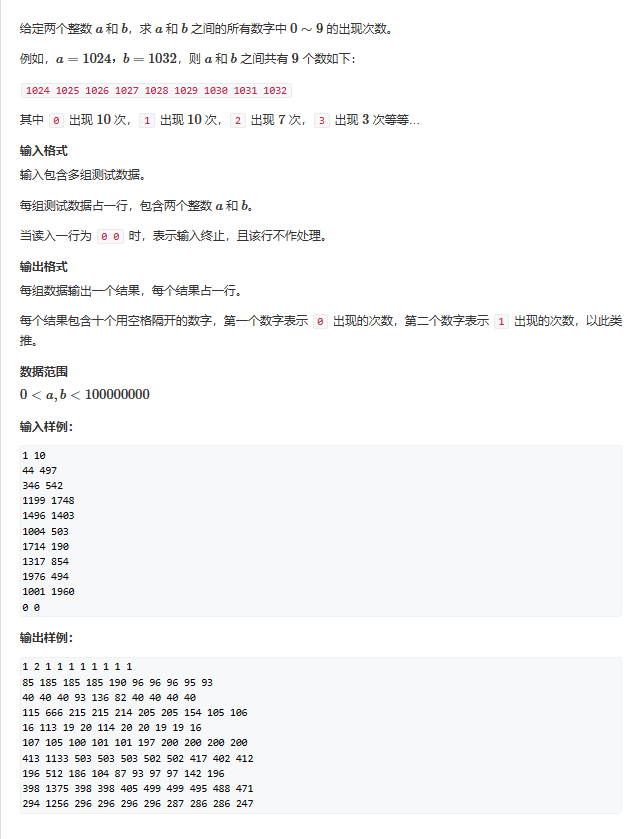 给定两个整数 a 和 b，求 a 和 b 之间的所有数字中 0 ~ 9 的出现次数。
例如，a = 1024，b = 1032，则 a 和 b 之间共有 9 个数如下：
1024 1025 1026 1027 1028 1029 1030 1031 1032
其中 0 出现 10 次， 1 出现 10 次， 2 出现 7 次， 3 出现 3 次等等...
输入格式
输入包含多组测试数据。
每组测试数据占一行，包含两个整数 a 和 b。
当读入一行为 0 0 时，表示输入终止，且该行不作处理。
输出格式
每组数据输出一个结果，每个结果占一行。
每个结果包含十个用空格隔开的数字，第一个数字表示 0 出现的次数，第二个数字表示 1 出现的次数，以此类
推。
数据范围
0 < a, b < 100000000
输入样例：
1 10
44 497
346 542
1199 1748
1496 1403
1004 503
1714 190
1317 854
1976 494
1001 1960
0 0
输出样例：
1 2 1 1 1 1 1 1 1 1
85 185 185 185 190 96 96 96 95 93
40 40 40 93 136 82 40 40 40 40
115 666 215 215 214 205 205 154 105 106
16 113 19 20 114 20 20 19 19 16
107 105 100 101 101 197 200 200 200 200
413 1133 503 503 503 502 502 417 402 412
196 512 186 104 87 93 97 97 142 196
398 1375 398 398 405 499 499 495 488 471
294 1256 296 296 296 296 287 286 286 247